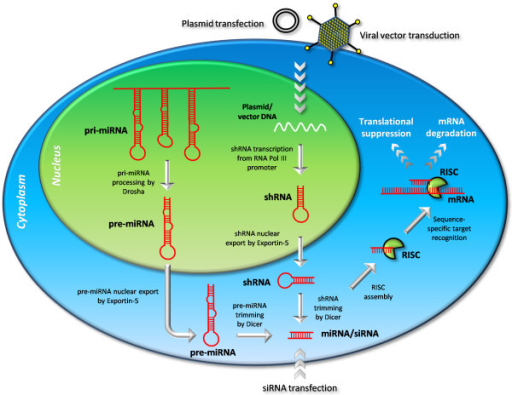 Plasmid transfection
Viral vector transduction
Plasmid/
vector DNA
Translational
suppression
mRNA
degradation
pri-miRNA
Nucleus
Cytoplasm
shRNA transcription
from RNA Pol III
promoter
RISC
mRNA
pri-miRNA
processing by
Drosha
shRNA
pre-miRNA
Sequence-
specific target
recognition
shRNA nuclear
export by Exportin-5
RISC
pre-miRNA nuclear export
by Exportin-5
shRNA
RISC
assembly
pre-miRNA
trimming
by Dicer
shRNA
trimming
by Dicer
miRNA/siRNA
pre-miRNA
siRNA transfection